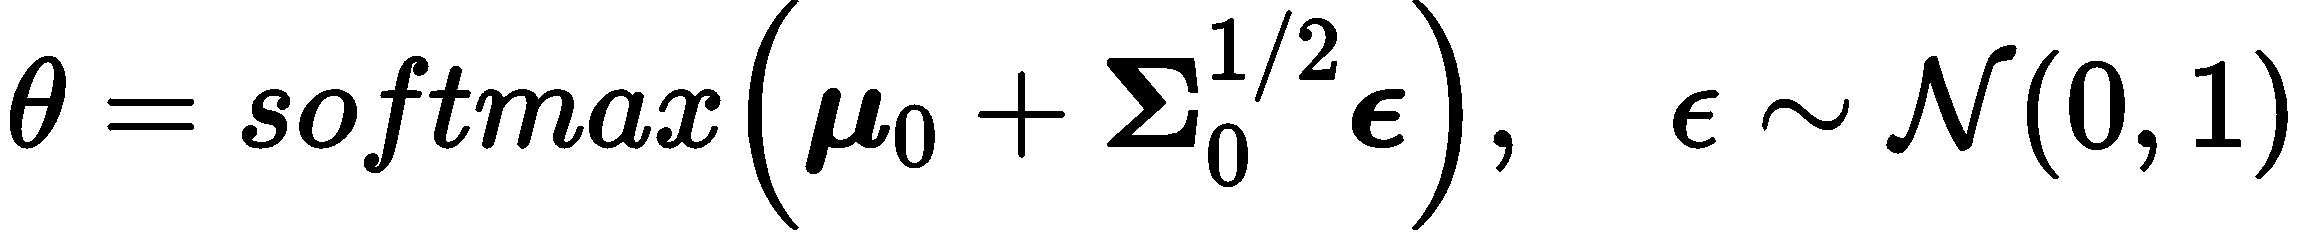 θ = softmax(μ₀ + Σ₀^{1/2} ϵ), ϵ ∼ 𝒩(0, 1)